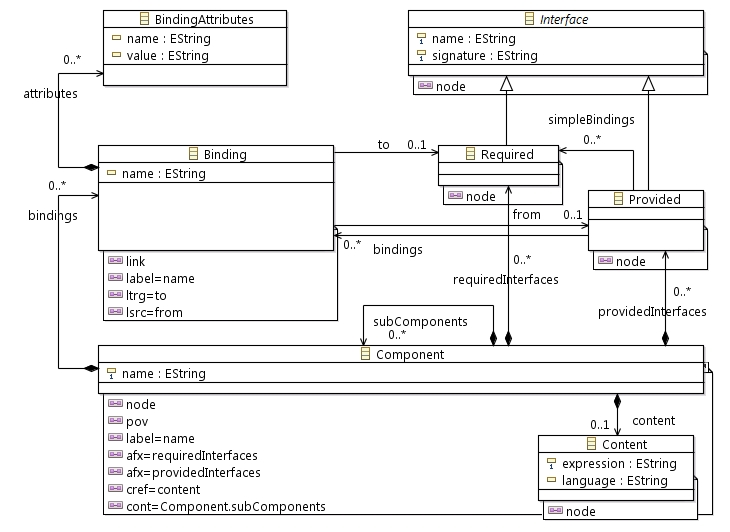 BindingAttributes
name : EString
value : EString
Interface
name : EString
signature : EString
node
0..*
attributes
simpleBindings
Binding
name : EString
link
label=name
ltrg=to
lsrc=from
to
0..1
Required
node
0..*
Provided
node
from
0..1
0..*
bindings
0..*
bindings
0..*
requiredInterfaces
0..*
providedInterfaces
subComponents
0..*
Component
name : EString
node
pov
label=name
afx=requiredInterfaces
afx=providedInterfaces
cref=content
cont=Component.subComponents
0..1
content
Content
expression : EString
language : EString
node